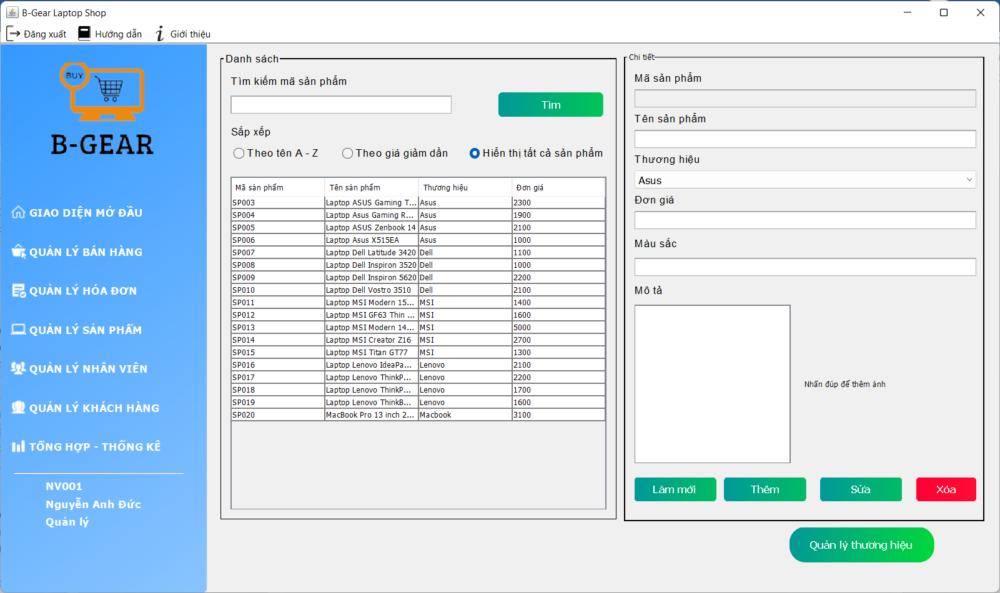 B-Gear Laptop Shop
Đăng xuất
Hướng dẫn
Giới thiệu
BUY
B-GEAR
GIAO DIỆN MỞ ĐẦU
QUẢN LÝ BÁN HÀNG
QUẢN LÝ HÓA ĐƠN
QUẢN LÝ SẢN PHẨM
QUẢN LÝ NHÂN VIÊN
QUẢN LÝ KHÁCH HÀNG
TỔNG HỢP - THỐNG KÊ
NV001
Nguyễn Anh Đức
Quản lý
Danh sách
Tìm kiếm mã sản phẩm
Tìm
Sắp xếp
Theo tên A - Z
Theo giá giảm dần
Hiển thị tất cả sản phẩm
Mã sản phẩm Tên sản phẩm Thương hiệu Đơn giá
SP003 Laptop ASUS Gaming T... Asus 2300
SP004 Laptop Asus Gaming R... Asus 1900
SP005 Laptop ASUS Zenbook 14 Asus 2100
SP006 Laptop Asus X515EA Asus 1000
SP007 Laptop Dell Latitude 3420 Dell 1100
SP008 Laptop Dell Inspiron 3520 Dell 1000
SP009 Laptop Dell Inspiron 5620 Dell 2200
SP010 Laptop Dell Vostro 3510 Dell 2100
SP011 Laptop MSI Modern 15... MSI 1400
SP012 Laptop MSI GF63 Thin ... MSI 1600
SP013 Laptop MSI Modern 14... MSI 5000
SP014 Laptop MSI Creator Z16 MSI 2700
SP015 Laptop MSI Titan GT77 MSI 1300
SP016 Laptop Lenovo IdeaPa... Lenovo 2100
SP017 Laptop Lenovo ThinkP... Lenovo 2200
SP018 Laptop Lenovo ThinkP... Lenovo 1700
SP019 Laptop Lenovo ThinkB... Lenovo 1600
SP020 MacBook Pro 13 inch 2... Macbook 3100
Chi tiết
Mã sản phẩm
Tên sản phẩm
Thương hiệu
Asus
Đơn giá
Màu sắc
Mô tả
Nhấn đúp để thêm ảnh
Làm mới
Thêm
Sửa
Xóa
Quản lý thương hiệu